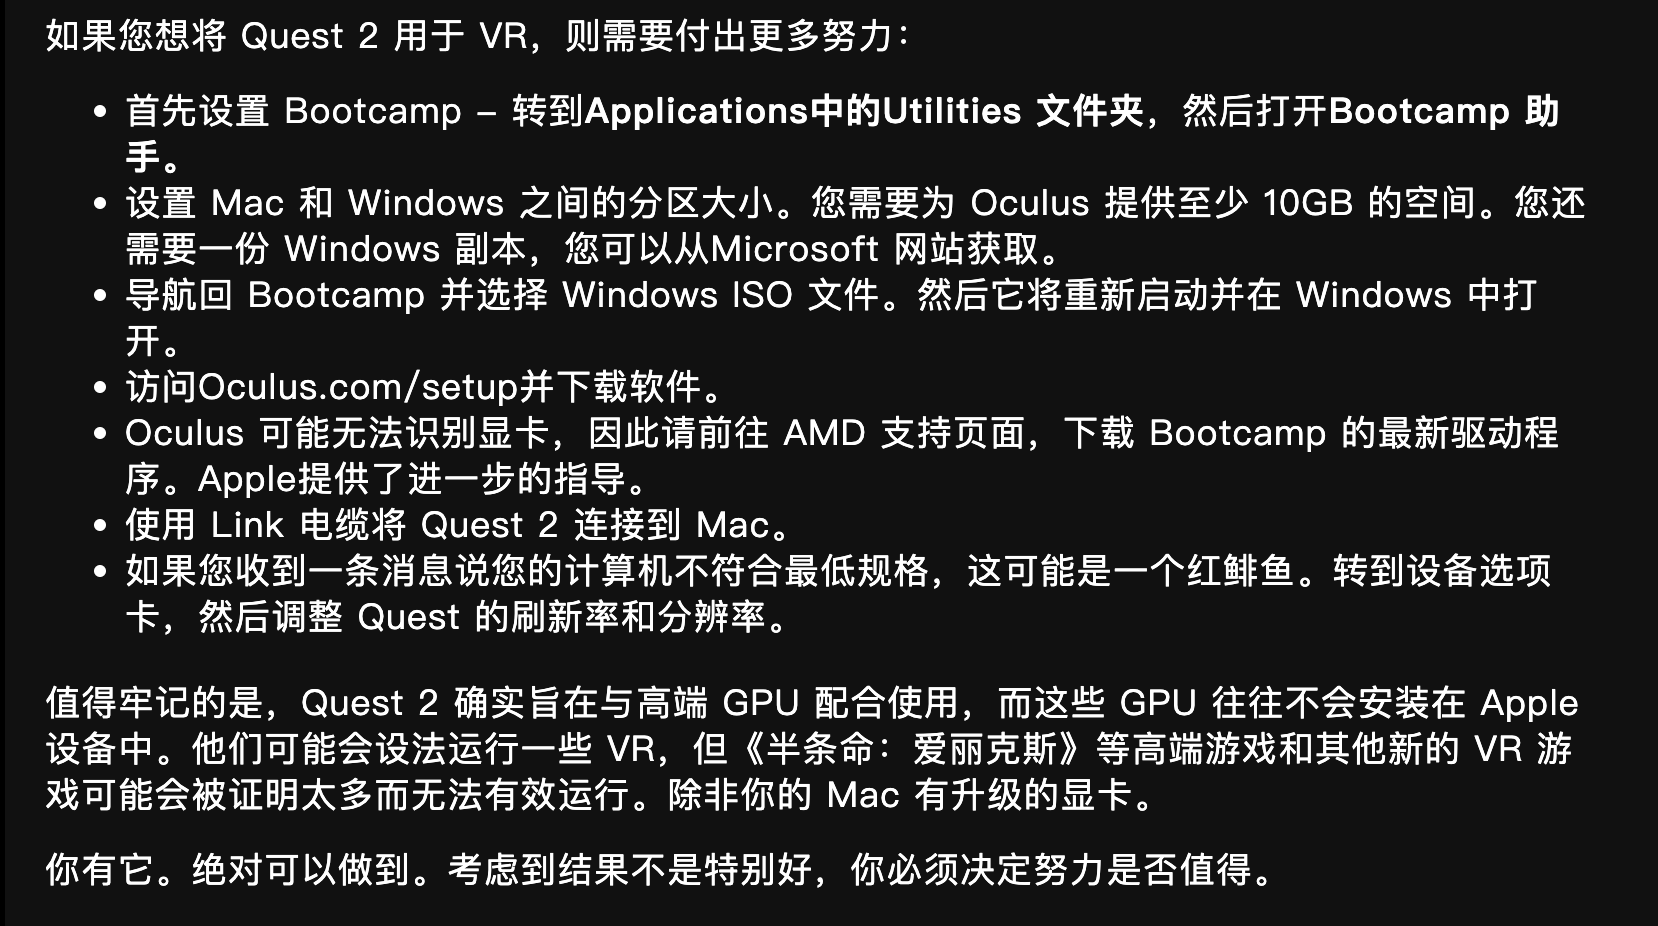 如果您想将 Quest 2 用于 VR，则需要付出更多努力：
• 首先设置 Bootcamp – 转到Applications中的Utilities 文件夹，然后打开Bootcamp 助
手。
• 设置 Mac 和 Windows 之间的分区大小。您需要为 Oculus 提供至少 10GB 的空间。您还
需要一份 Windows 副本，您可以从Microsoft 网站获取。
• 导航回 Bootcamp 并选择 Windows ISO 文件。然后它将重新启动并在 Windows 中打
开。
• 访问Oculus.com/setup并下载软件。
• Oculus 可能无法识别显卡，因此请前往 AMD 支持页面，下载 Bootcamp 的最新驱动程
序。Apple提供了进一步的指导。
• 使用 Link 电缆将 Quest 2 连接到 Mac。
• 如果您收到一条消息说您的计算机不符合最低规格，这可能是一个红鲱鱼。转到设备选项
卡，然后调整 Quest 的刷新率和分辨率。
值得牢记的是，Quest 2 确实旨在与高端 GPU 配合使用，而这些 GPU 往往不会安装在 Apple
设备中。他们可能会设法运行一些 VR，但《半条命：爱丽克斯》等高端游戏和其他新的 VR 游
戏可能会被证明太多而无法有效运行。除非你的 Mac 有升级的显卡。
你有它。绝对可以做到。考虑到结果不是特别好，你必须决定努力是否值得。